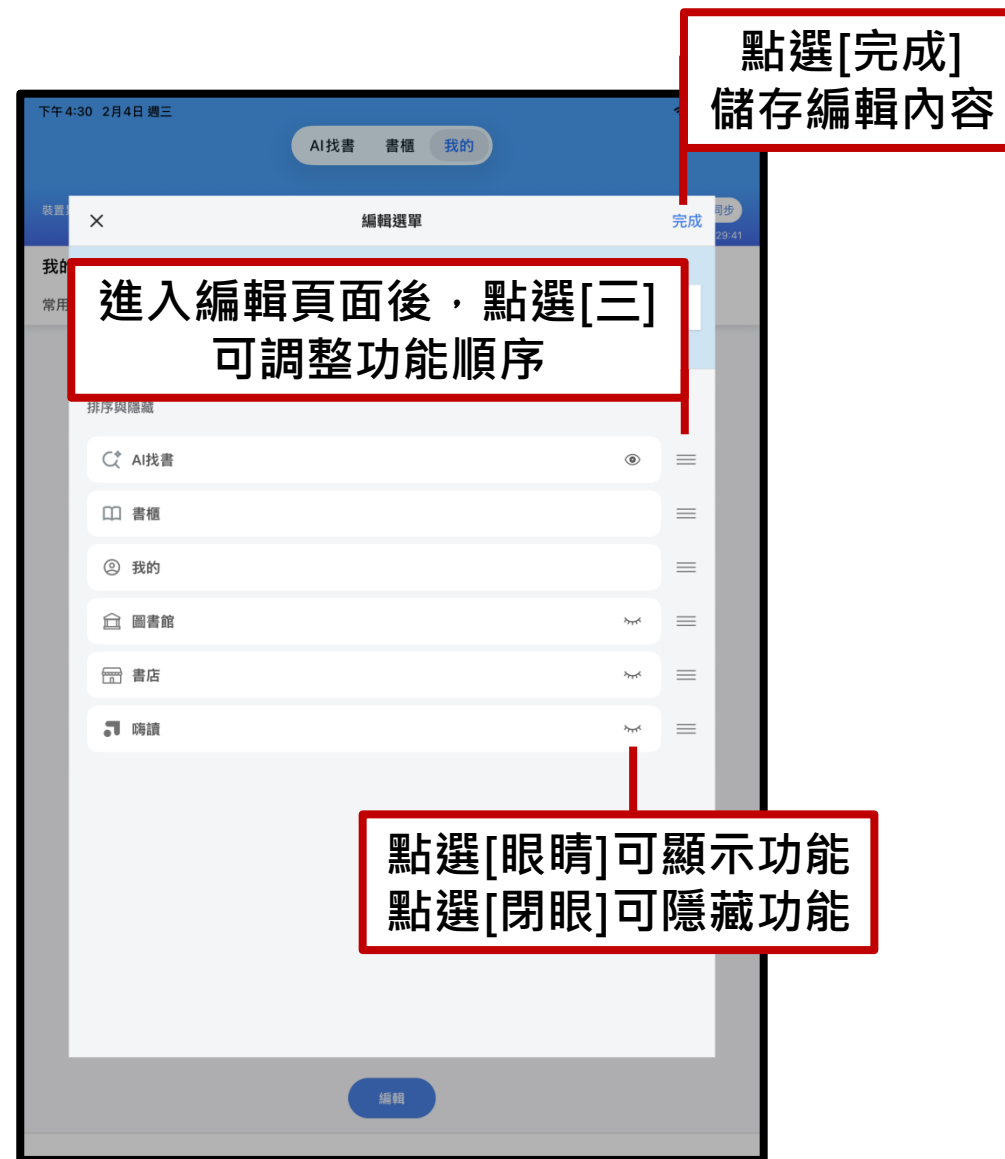 點選[完成]
儲存編輯內容
下午4:30 2月4日 週三
AI找書 書櫃 我的
裝置
同步
29:41
編輯選單
完成
我的
常用
進入編輯頁面後，點選[三]
可調整功能順序
排序與隱藏
AI找書
書櫃
我的
圖書館
書店
嗨讀
點選[眼睛]可顯示功能
點選[閉眼]可隱藏功能
編輯